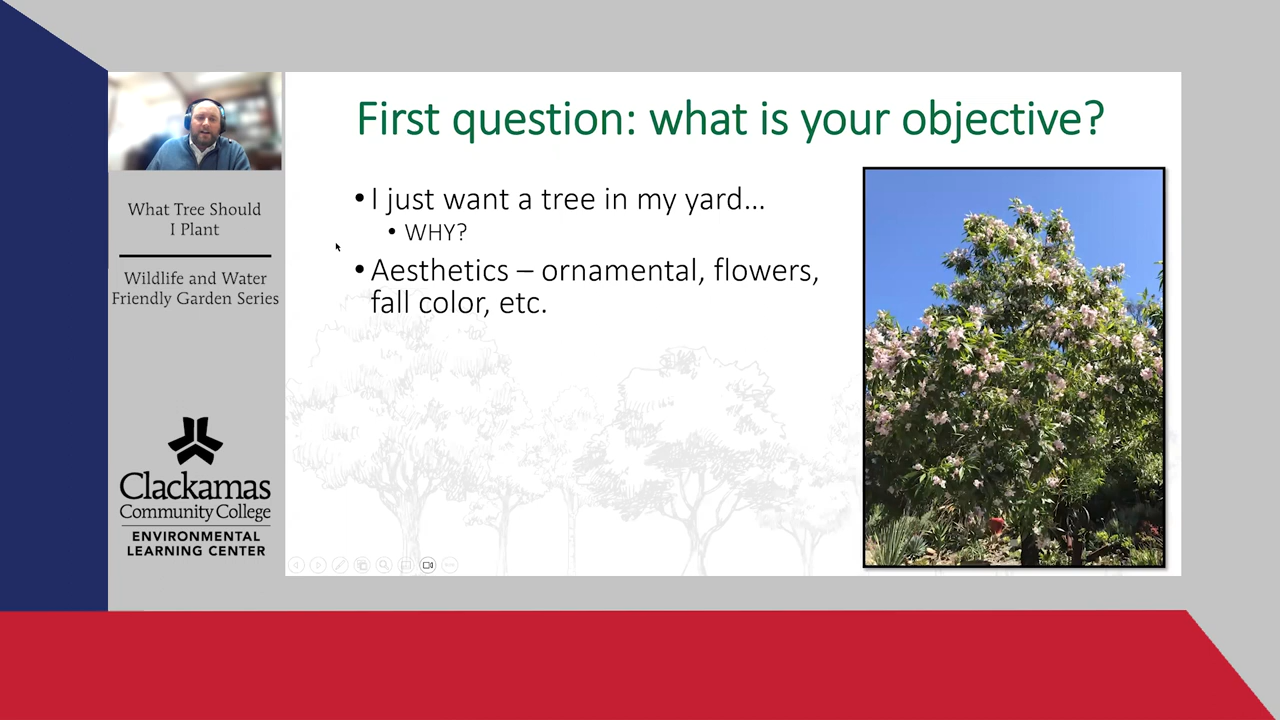 First question: what is your objective?
• I just want a tree in my yard...
• WHY?
• Aesthetics – ornamental, flowers,
fall color, etc.
What Tree Should
I Plant
Wildlife and Water
Friendly Garden Series
Clackamas
Community College
ENVIRONMENTAL
LEARNING CENTER